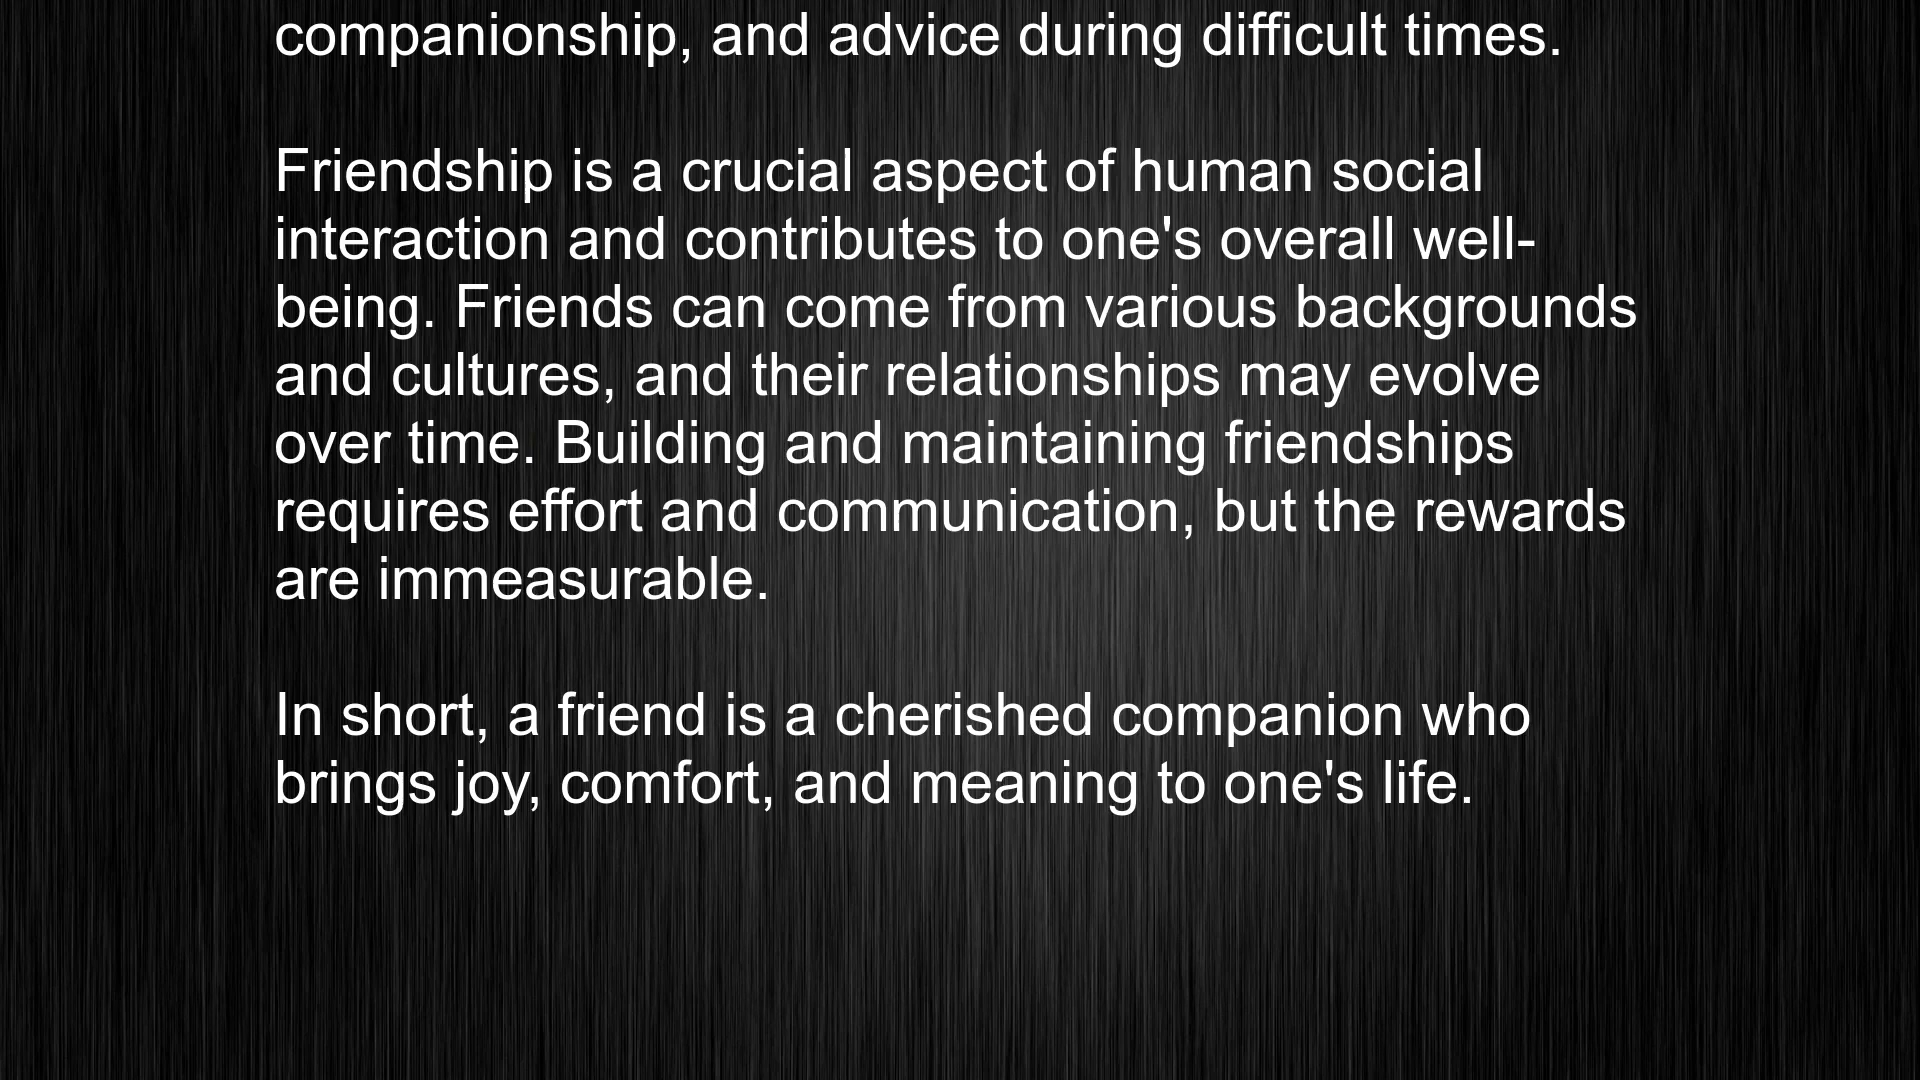 companionship, and advice during difficult times.
Friendship is a crucial aspect of human social
interaction and contributes to one's overall well-
being. Friends can come from various backgrounds
and cultures, and their relationships may evolve
over time. Building and maintaining friendships
requires effort and communication, but the rewards
are immeasurable.
In short, a friend is a cherished companion who
brings joy, comfort, and meaning to one's life.